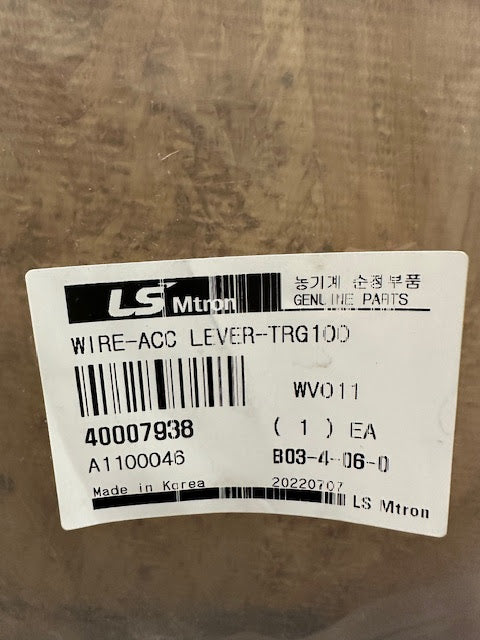 LS Mtron
농기계 순정부품
GENUINE PARTS
WIRE-ACC LEVER-TRG100
WV011
40007938
( 1 ) EA
A1100046
B03-4-06-0
Made in Korea
20220707
LS Mtron